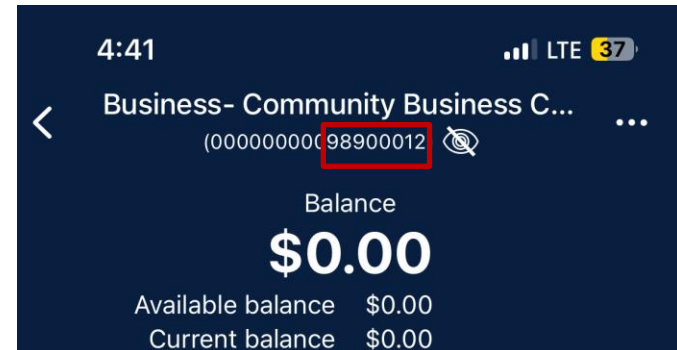 4:41 LTE 37
Business- Community Business C...
(000000000098900012
Balance
$0.00
Available balance $0.00
Current balance $0.00